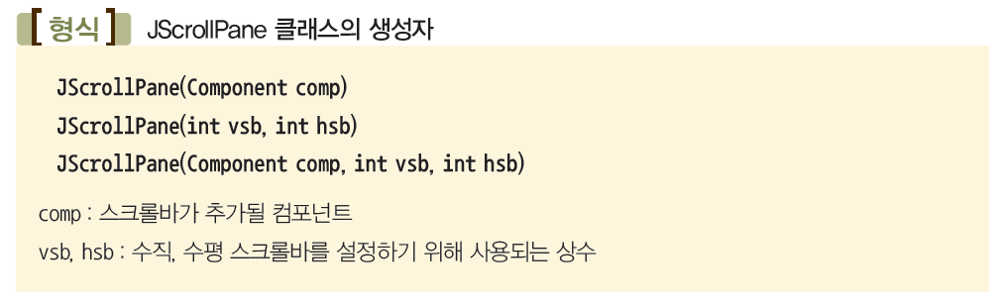 [형식] JScrollPane 클래스의 생성자
JScrollPane(Component comp)
JScrollPane(int vsb, int hsb)
JScrollPane(Component comp, int vsb, int hsb)
comp : 스크롤바가 추가될 컴포넌트
vsb, hsb : 수직, 수평 스크롤바를 설정하기 위해 사용되는 상수